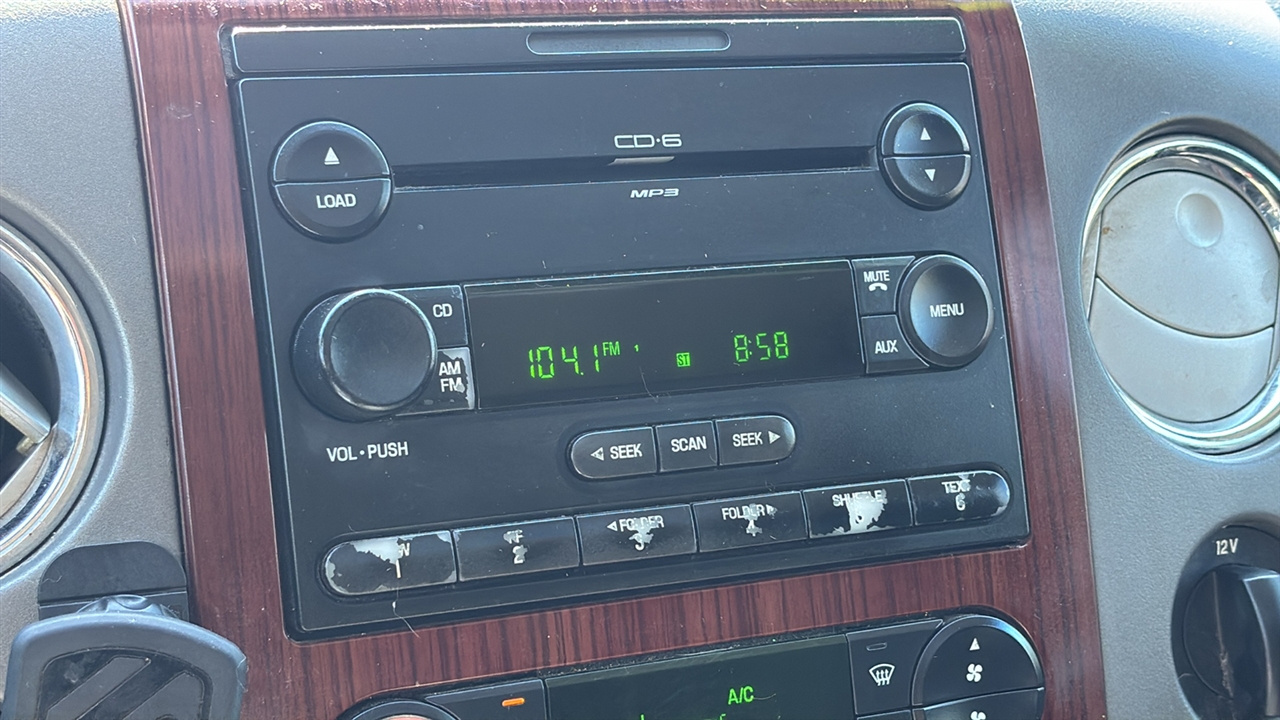 CD·6
LOAD
MP3
CD
MUTE
MENU
AM
FM
AUX
104.1 FM 1 ST 8:58
VOL·PUSH
SEEK SCAN SEEK
FOLDER FOLDER SHUFFLE TEXT
1 2 3 4 6
12V
A/C